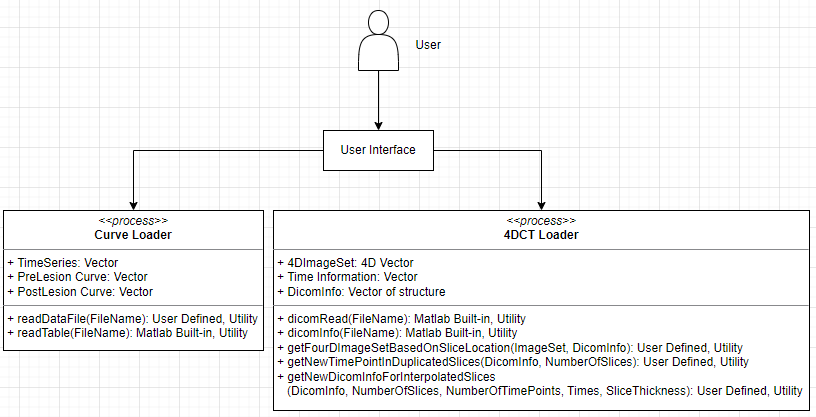 User
User Interface
<<process>>
Curve Loader
+ TimeSeries: Vector
+ PreLesion Curve: Vector
+ PostLesion Curve: Vector
+ readDataFile(FileName): User Defined, Utility
+ readTable(FileName): Matlab Built-in, Utility
<<process>>
4DCT Loader
+ 4DImageSet: 4D Vector
+ Time Information: Vector
+ DicomInfo: Vector of structure
+ dicomRead(FileName): Matlab Built-in, Utility
+ dicomInfo(FileName): Matlab Built-in, Utility
+ getFourDImageSetBasedOnSliceLocation(ImageSet, DicomInfo): User Defined, Utility
+ getNewTimePointInDuplicatedSlices(DicomInfo, NumberOfSlices): User Defined, Utility
+ getNewDicomInfoForInterpolatedSlices
(DicomInfo, NumberOfSlices, NumberOfTimePoints, Times, SliceThickness): User Defined, Utility